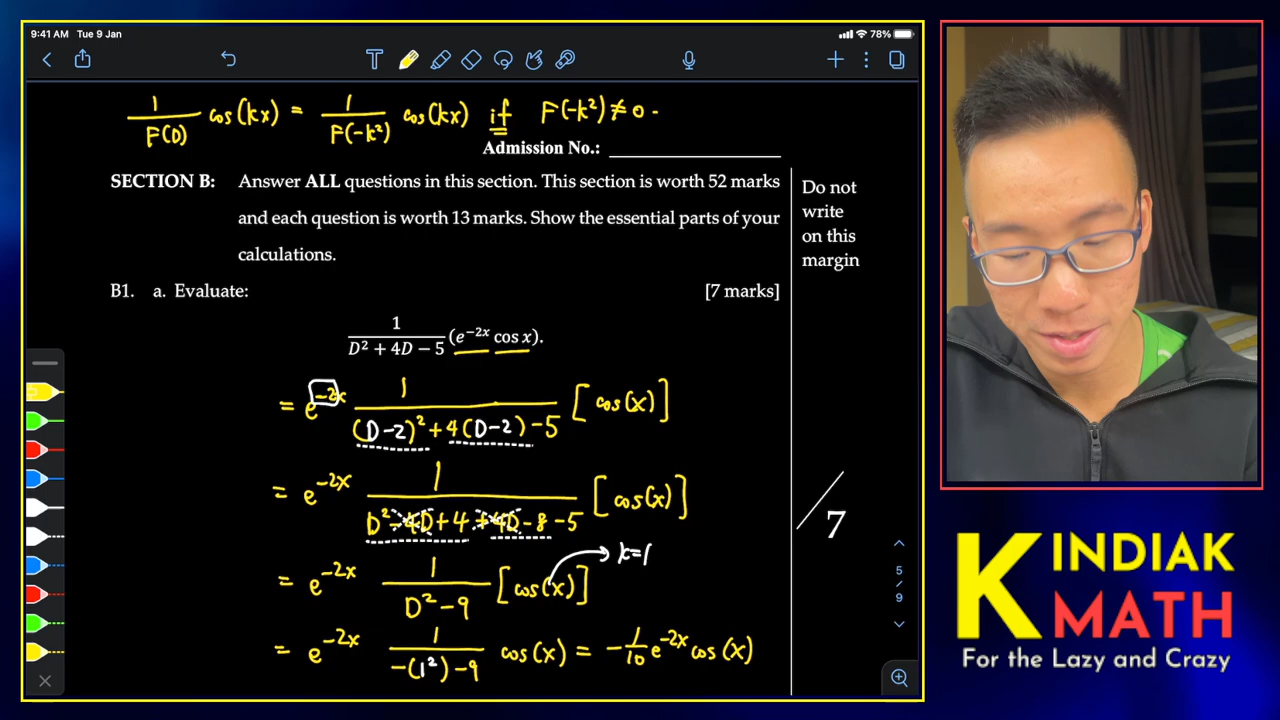 9:41 AM Tue 9 Jan
78%
T
1/F(D) cos(kx) = 1/F(-k²) cos(kx) if F(-k²) ≠ 0.
Admission No.: ____________
SECTION B: Answer ALL questions in this section. This section is worth 52 marks
and each question is worth 13 marks. Show the essential parts of your
calculations.
Do not
write
on this
margin
B1. a. Evaluate: [7 marks]
1/(D² + 4D − 5) (e^(−2x) cos x).
= e^(-2x) 1/((D-2)² + 4(D-2) -5) [cos(x)]
= e^(-2x) 1/(D² -4D +4 +4D -8 -5) [cos(x)]
/7
k=1
= e^(-2x) 1/(D² -9) [cos(x)]
= e^(-2x) 1/(-(1²) -9) cos(x) = -1/10 e^(-2x) cos(x)
5
/
9
KINDIAK
MATH
For the Lazy and Crazy